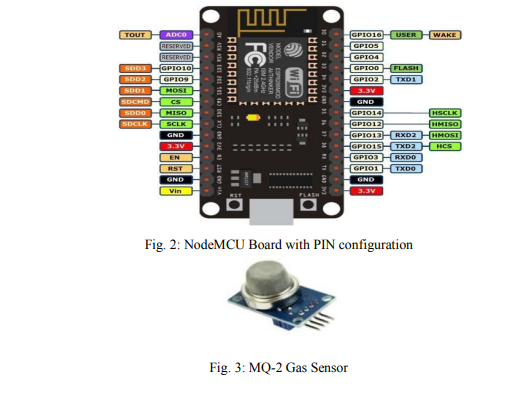 TOUT ADC0 GPIO16 USER WAKE
RESERVED GPIO5
RESERVED GPIO4
SDD3 GPIO10 GPIO0 FLASH
SDD2 GPIO9 GPIO2 TXD1
SDD1 MOSI 3.3V
SDCMD CS GND
SDD0 MISO GPIO14 HSCLK
SDCLK SCLK GPIO12 HMISO
GND GPIO13 RXD2 HMOSI
3.3V GPIO15 TXD2 HCS
EN GPIO3 RXD0
RST GPIO1 TXD0
GND GND
Vin 3.3V
WiFi
FC
RST FLASH
Fig. 2: NodeMCU Board with PIN configuration
Fig. 3: MQ-2 Gas Sensor